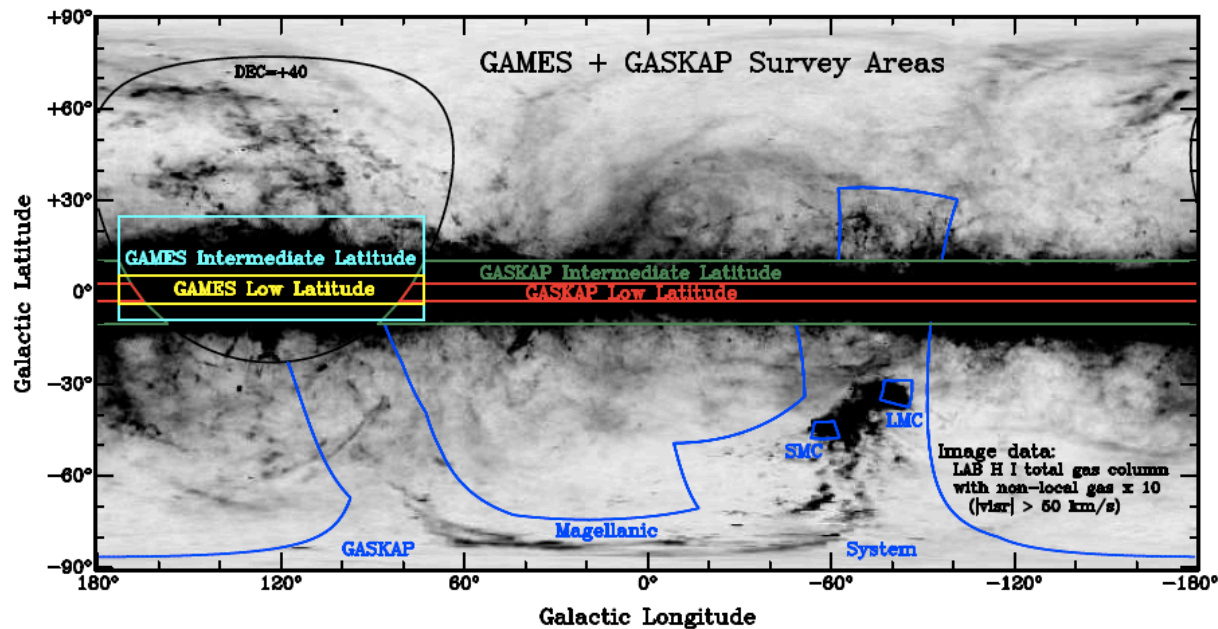 GAMES + GASKAP Survey Areas
DEC=+40
GAMES Intermediate Latitude
GAMES Low Latitude
GASKAP Intermediate Latitude
GASKAP Low Latitude
LMC
SMC
Image data:
LAB H I total gas column
with non-local gas x 10
(|vlsr| > 50 km/s)
Magellanic
GASKAP
System
+90°
+60°
+30°
0°
−30°
−60°
−90°
Galactic Latitude
180°
120°
60°
0°
−60°
−120°
−180°
Galactic Longitude